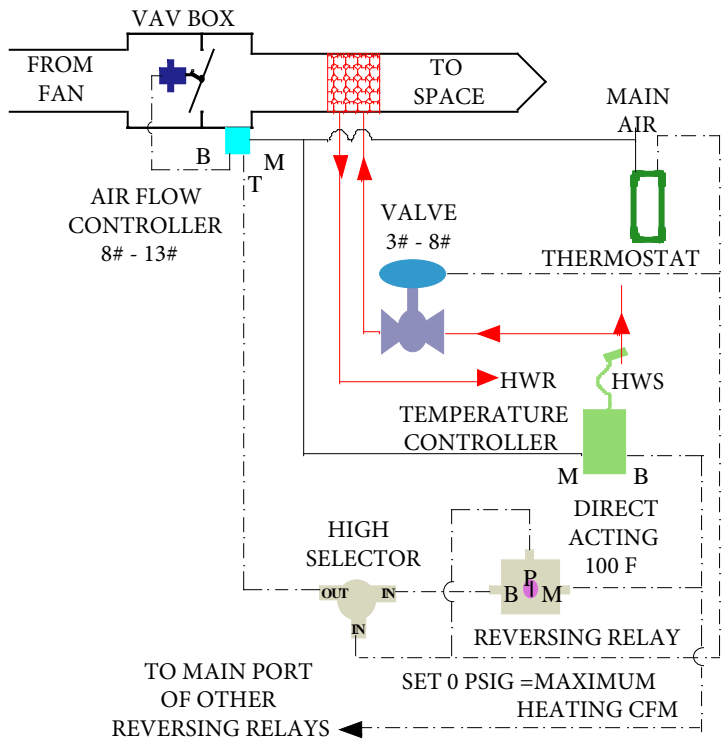 VAV BOX
FROM
FAN
TO
SPACE
MAIN
AIR
B
M
T
AIR FLOW
CONTROLLER
8# - 13#
VALVE
3# - 8#
THERMOSTAT
HWR
HWS
TEMPERATURE
CONTROLLER
M
B
DIRECT
ACTING
100 F
HIGH
SELECTOR
OUT
IN
IN
P
B
M
REVERSING RELAY
TO MAIN PORT
OF OTHER
REVERSING RELAYS
SET 0 PSIG =MAXIMUM
HEATING CFM